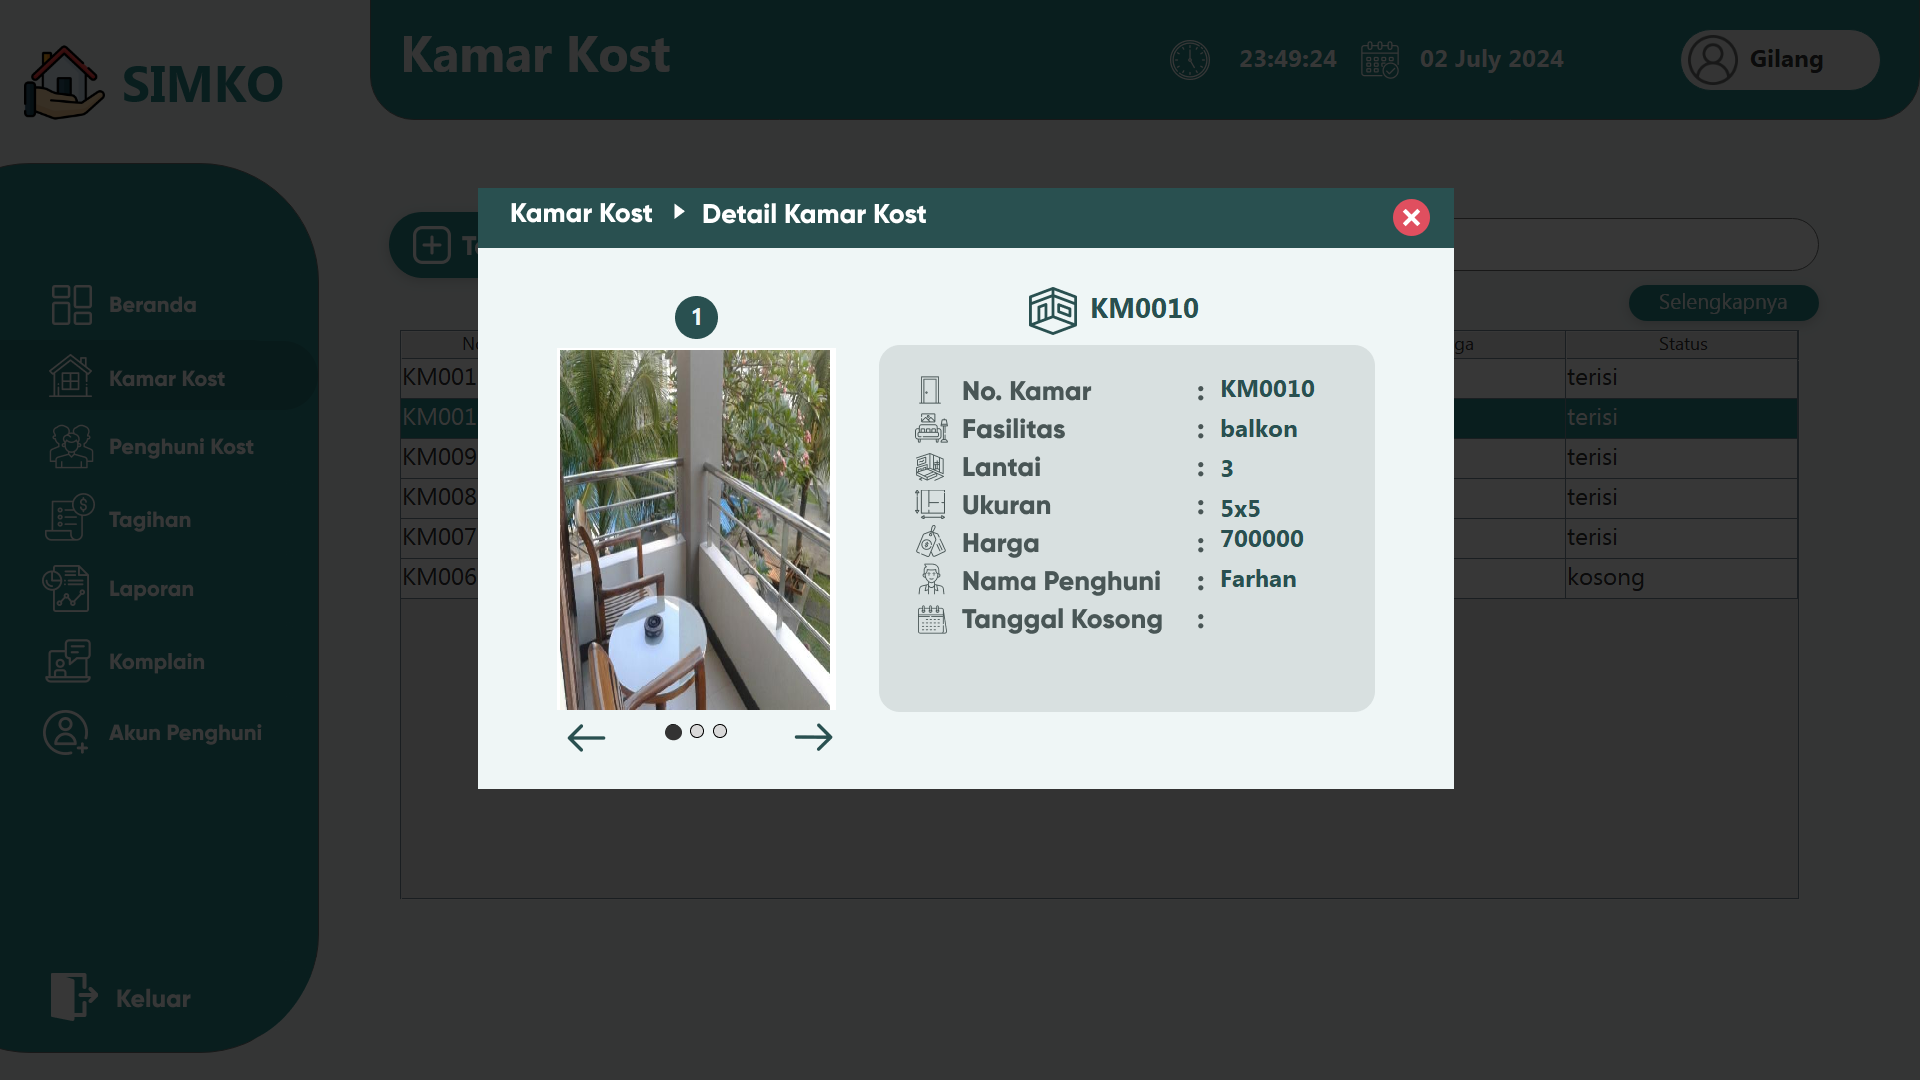 SIMKO
Kamar Kost
23:49:24
02 July 2024
Gilang
Beranda
Kamar Kost
Penghuni Kost
Tagihan
Laporan
Komplain
Akun Penghuni
Keluar
Selengkapnya
Status
KM001
terisi
KM001
terisi
KM009
terisi
KM008
terisi
KM007
terisi
KM006
kosong
Kamar Kost
Detail Kamar Kost
1
KM0010
No. Kamar : KM0010
Fasilitas : balkon
Lantai : 3
Ukuran : 5x5
Harga : 700000
Nama Penghuni : Farhan
Tanggal Kosong :